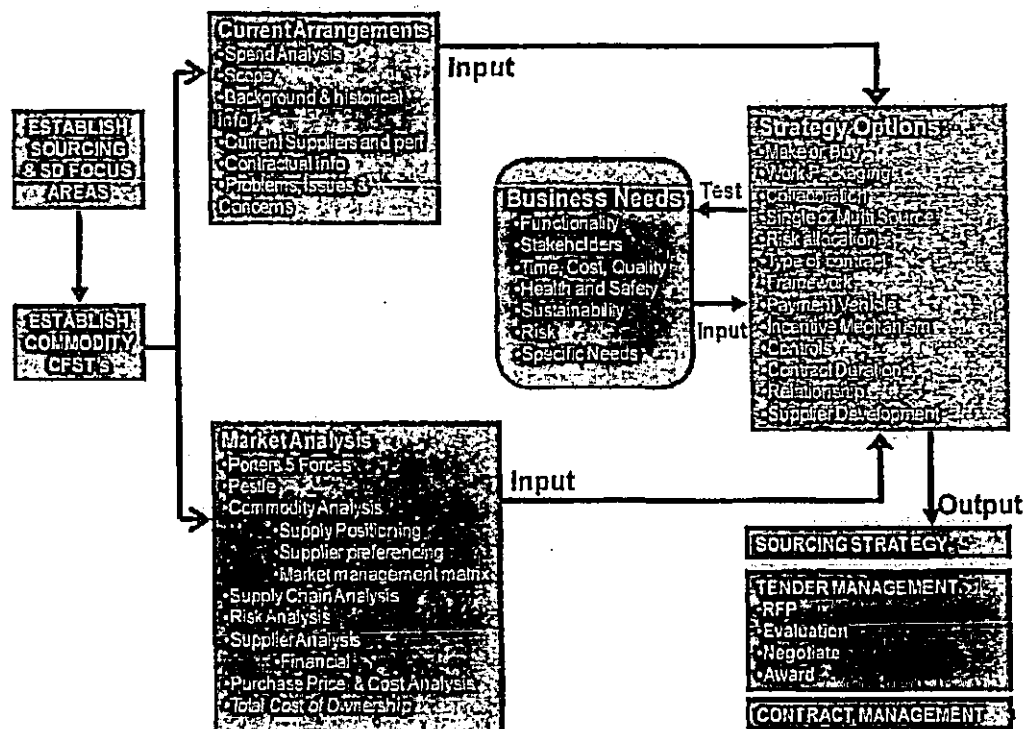 ESTABLISH
SOURCING
& SD FOCUS
AREAS
ESTABLISH
COMMODITY
CFST's
Current Arrangements
•Spend Analysis
•Scope
•Background & historical
info
•Current Suppliers and perf
•Contractual info
•Problems, Issues &
Concerns
Input
Market Analysis
•Porters 5 Forces
•Pestle
•Commodity Analysis
•Supply Positioning
•Supplier preferencing
•Market management matrix
•Supply Chain Analysis
•Risk Analysis
•Supplier Analysis
•Financial
•Purchase Price & Cost Analysis
•Total Cost of Ownership
Input
Business Needs
•Functionality
•Stakeholders
•Time, Cost, Quality
•Health and Safety
•Sustainability
•Risk
•Specific Needs
Test
Input
Strategy Options
•Make or Buy
•Work Packaging
•Collaboration
•Single or Multi Source
•Risk allocation
•Type of contract
•Framework
•Payment Vehicle
•Incentive Mechanism
•Controls
•Contract Duration
•Relationship
•Supplier Development
Output
SOURCING STRATEGY
TENDER MANAGEMENT
•RFP
•Evaluation
•Negotiate
•Award
CONTRACT MANAGEMENT